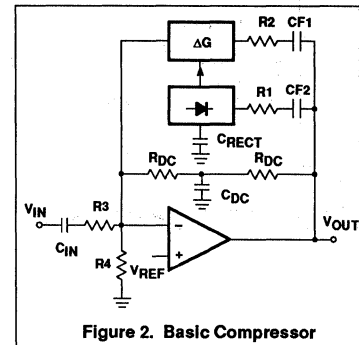 R2 CF1
ΔG
R1 CF2
CRECT
RDC RDC
CDC
VIN R3
CIN
VOUT
R4 VREF
−
+
Figure 2. Basic Compressor